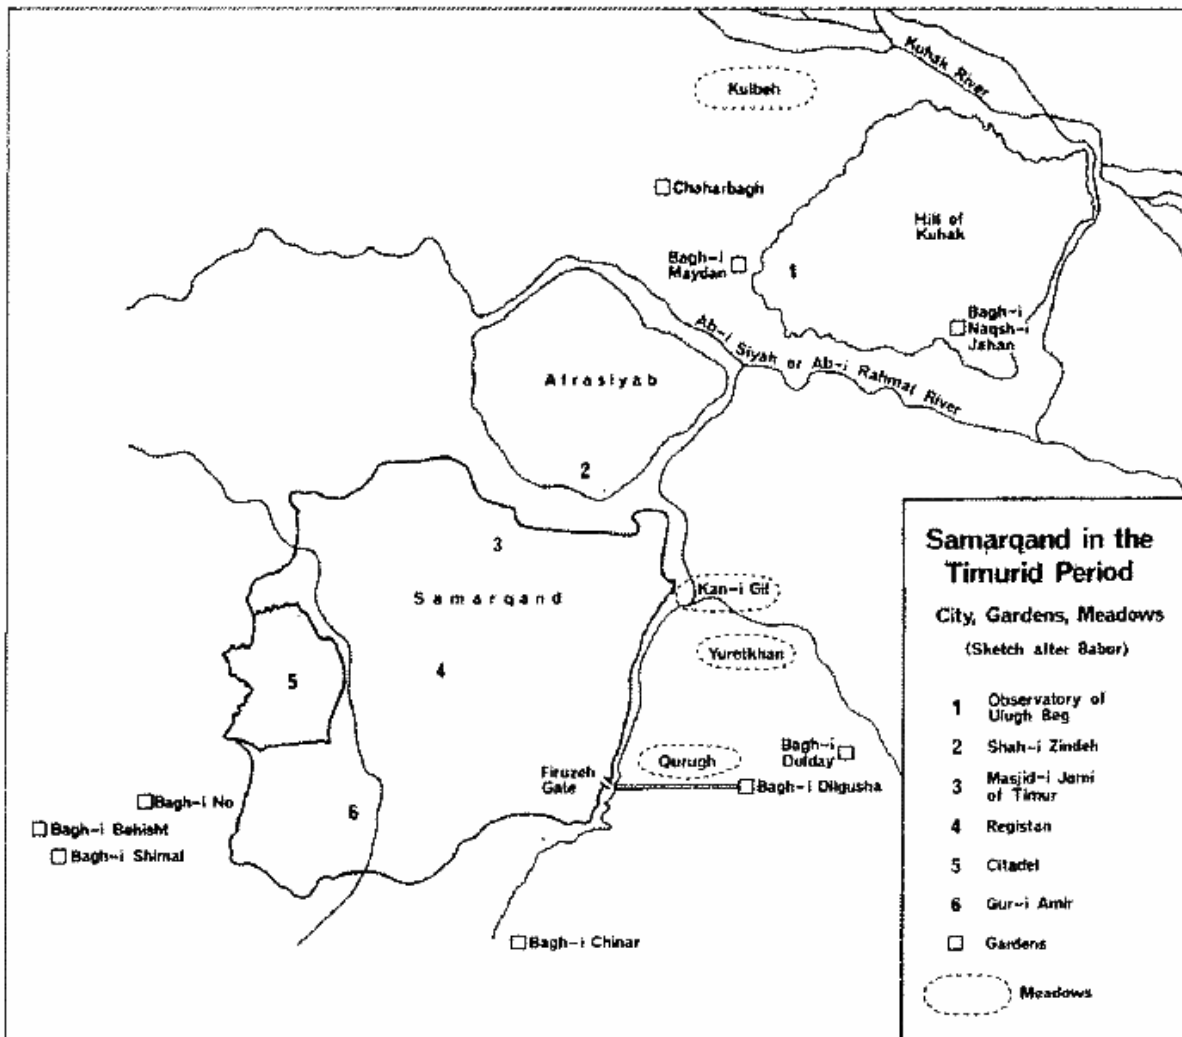 Kuhak River
Kulbeh
Chaharbagh
Hill of
Kuhak
Bagh-i
Maydan
1
Bagh-i
Naqsh-i
Jahan
Ab-i Siyah or Ab-i Rahmat River
Afrasiyab
2
3
Samarqand
Kan-i Gil
Yuretkhan
4
5
Qurugh
Bagh-i
Dulday
Firuzeh
Gate
Bagh-i Dilgusha
Bagh-i No
6
Bagh-i Behisht
Bagh-i Shimal
Bagh-i Chinar
Samarqand in the
Timurid Period
City, Gardens, Meadows
(Sketch after Babur)
1 Observatory of
Ulugh Beg
2 Shah-i Zindeh
3 Masjid-i Jami
of Timur
4 Registan
5 Citadel
6 Gur-i Amir
Gardens
Meadows